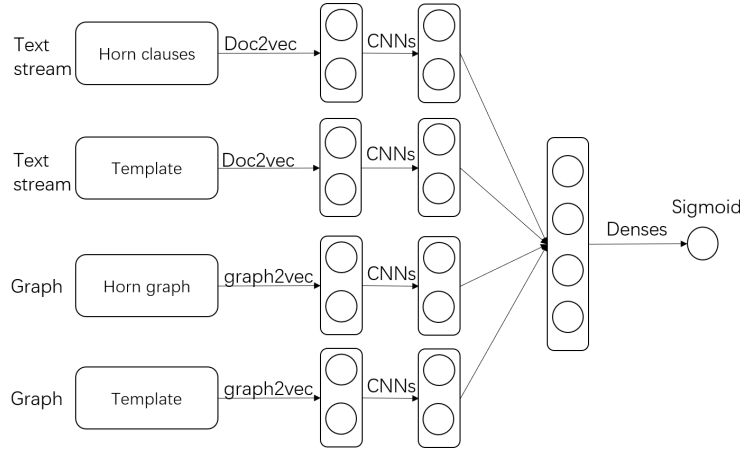 Text
stream
Horn clauses
Doc2vec
CNNs
Text
stream
Template
Doc2vec
CNNs
Sigmoid
Denses
Graph
Horn graph
graph2vec
CNNs
Graph
Template
graph2vec
CNNs